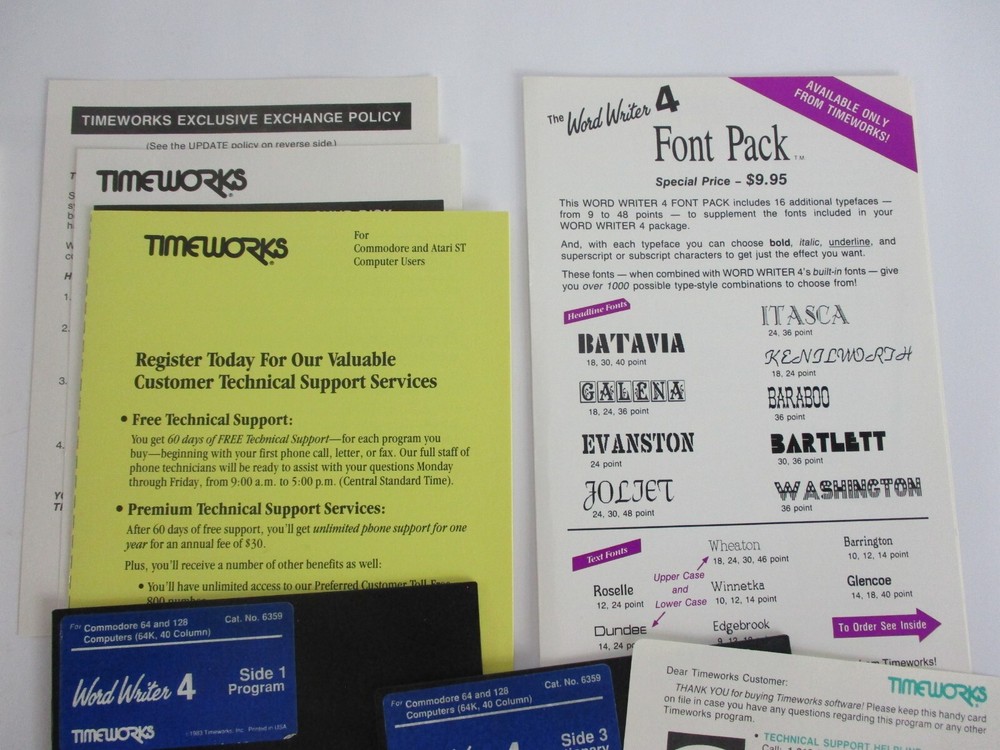 TIMEWORKS EXCLUSIVE EXCHANGE POLICY
(See the UPDATE policy on reverse side.)
TIMEWORKS
1.
2.
3.
4.
TIMEWORKS
For
Commodore and Atari ST
Computer Users
Register Today For Our Valuable
Customer Technical Support Services
• Free Technical Support:
You get 60 days of FREE Technical Support—for each program you
buy—beginning with your first phone call, letter, or fax. Our full staff of
phone technicians will be ready to assist with your questions Monday
through Friday, from 9:00 a.m. to 5:00 p.m. (Central Standard Time).
• Premium Technical Support Services:
After 60 days of free support, you'll get unlimited phone support for one
year for an annual fee of $30.
Plus, you'll receive a number of other benefits as well:
• You'll have unlimited access to our Preferred Customer Toll-Free
800 number
The Word Writer 4
Font Pack TM
AVAILABLE ONLY
FROM TIMEWORKS!
Special Price – $9.95
This WORD WRITER 4 FONT PACK includes 16 additional typefaces —
from 9 to 48 points — to supplement the fonts included in your
WORD WRITER 4 package.
And, with each typeface you can choose bold, italic, underline, and
superscript or subscript characters to get just the effect you want.
These fonts — when combined with WORD WRITER 4's built-in fonts — give
you over 1000 possible type-style combinations to choose from!
Headline Fonts
BATAVIA
18, 30, 40 point
GALENA
18, 24, 36 point
EVANSTON
24 point
JOLIET
24, 30, 48 point
ITASCA
24, 36 point
KENILWORTH
18, 24 point
BARABOO
36 point
BARTLETT
30, 36 point
WASHINGTON
36 point
Text Fonts
Roselle
12, 24 point
Dundee
14, 24
Upper Case
and
Lower Case
Wheaton
18, 24, 30, 46 point
Winnetka
10, 12, 14 point
Edgebrook
9, 12, point
Barrington
10, 12, 14 point
Glencoe
14, 18, 40 point
To Order See Inside
Timeworks!
For Commodore 64 and 128
Computers (64K, 40 Column)
Cat. No. 6359
Word Writer 4
Side 1
Program
TIMEWORKS
Printed in USA
For Commodore 64 and 128
Computers (64K, 40 Column)
Cat. No. 6359
4
Side 3
TIMEWORKS
Dear Timeworks Customer:
THANK YOU for buying Timeworks software! Please keep this handy card
on file in case you have any questions regarding this program or any other
Timeworks program.
• TECHNICAL SUPPORT